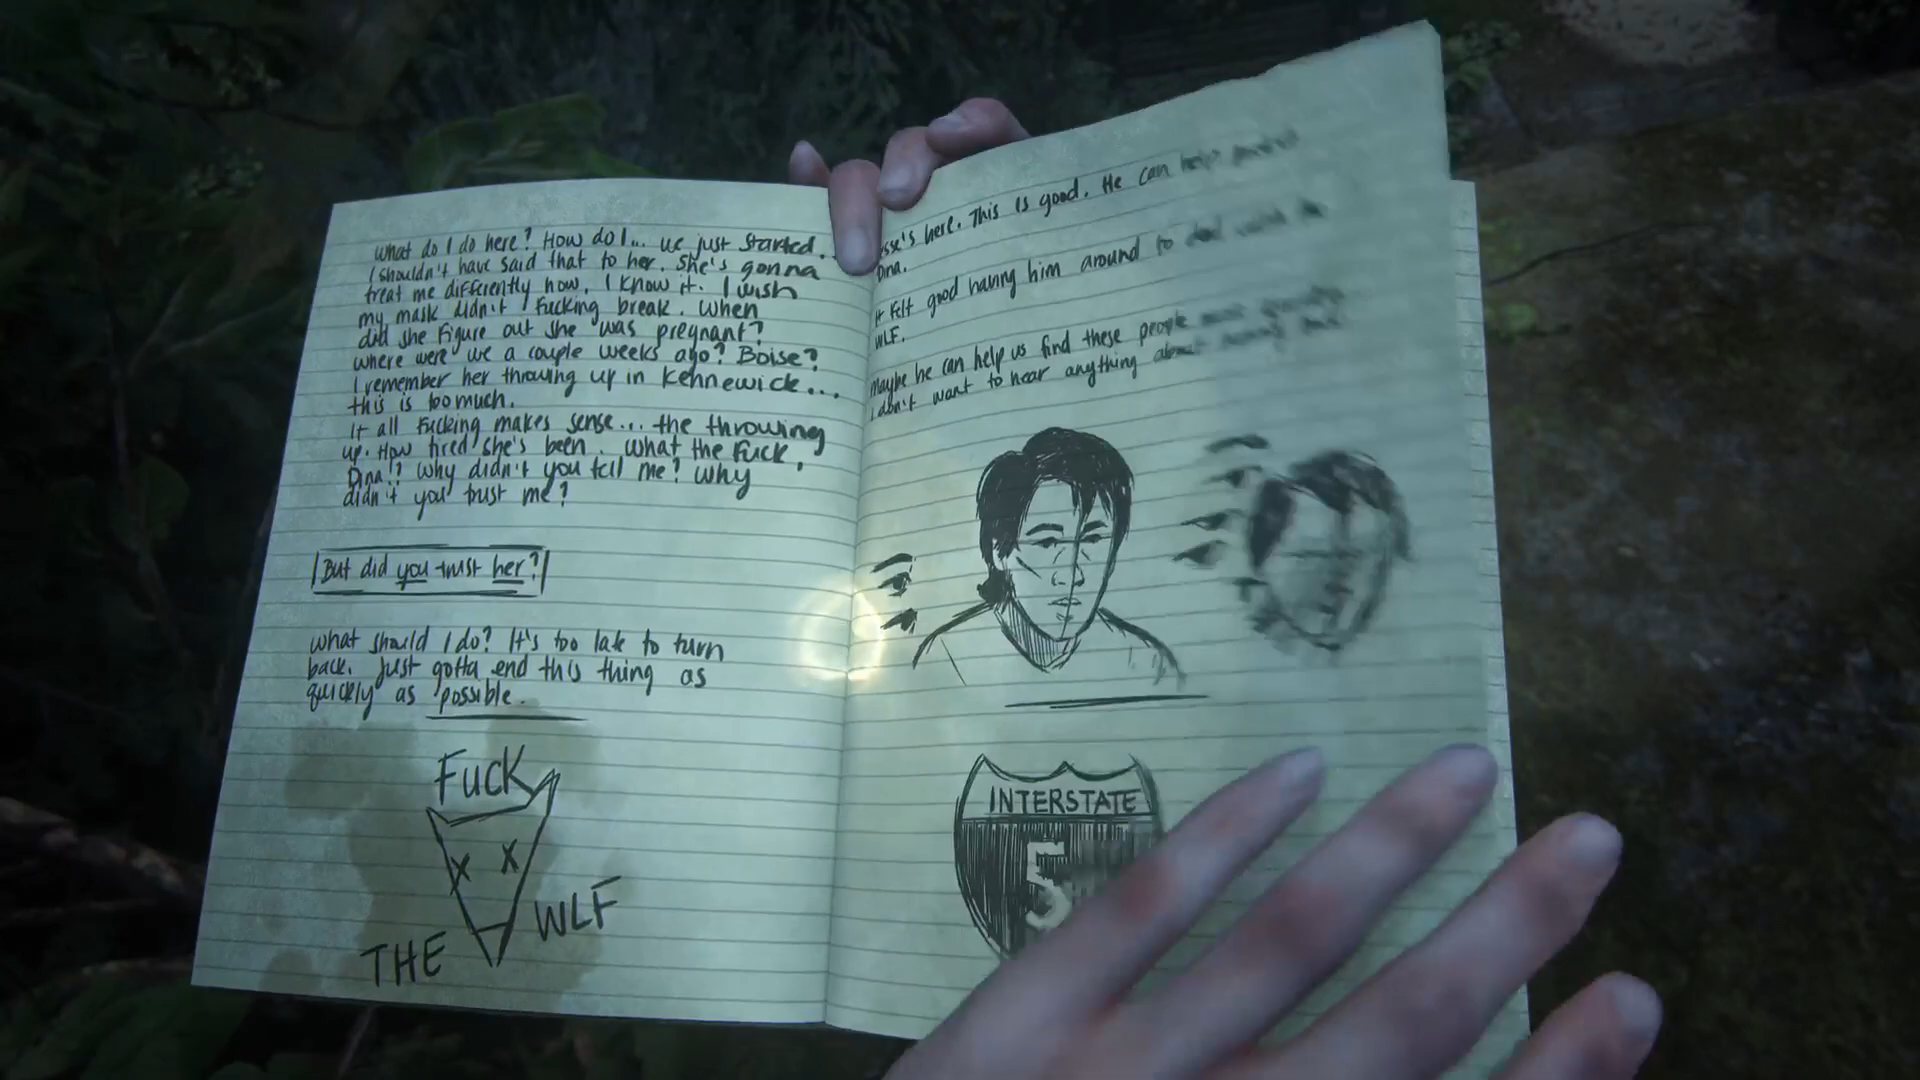 What do I do here? How do I... we just started.
I shouldn't have said that to her. She's gonna
treat me differently now, I know it. I wish
my mask didn't fucking break. When
did she figure out she was pregnant?
Where were we a couple weeks ago? Boise?
I remember her throwing up in Kennewick...
this is too much.
It all fucking makes sense... the throwing
up. How tired she's been. What the fuck,
Dina!? Why didn't you tell me? Why
didn't you trust me?
But did you trust her?
What should I do? It's too late to turn
back. Just gotta end this thing as
quickly as possible.
Fuck
THE WLF
sse's here. This is good. He can help
Dina.
It felt good having him around to deal with
WLF.
Maybe he can help us find these people
I don't want to hear anything about
INTERSTATE
5